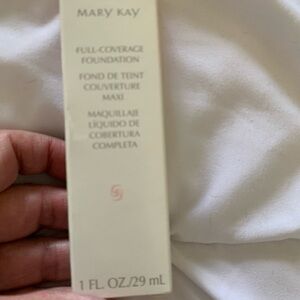 MARY KAY
FULL-COVERAGE
FOUNDATION
FOND DE TEINT
COUVERTURE
MAXI
MAQUILLAJE
LÍQUIDO DE
COBERTURA
COMPLETA
1 FL. OZ./29 mL